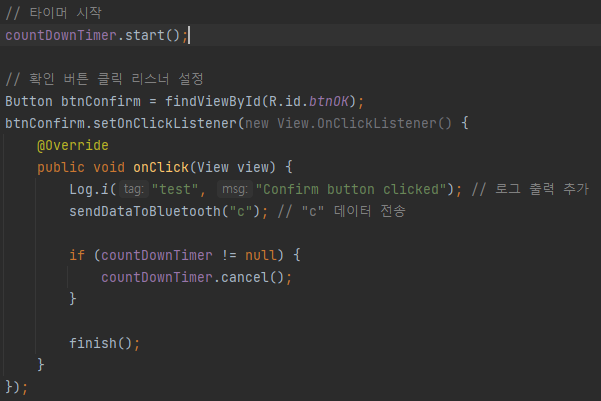 // 타이머 시작
countDownTimer.start();
// 확인 버튼 클릭 리스너 설정
Button btnConfirm = findViewById(R.id.btnOK);
btnConfirm.setOnClickListener(new View.OnClickListener() {
@Override
public void onClick(View view) {
Log.i( tag: "test", msg: "Confirm button clicked"); // 로그 출력 추가
sendDataToBluetooth("c"); // "c" 데이터 전송
if (countDownTimer != null) {
countDownTimer.cancel();
}
finish();
}
});